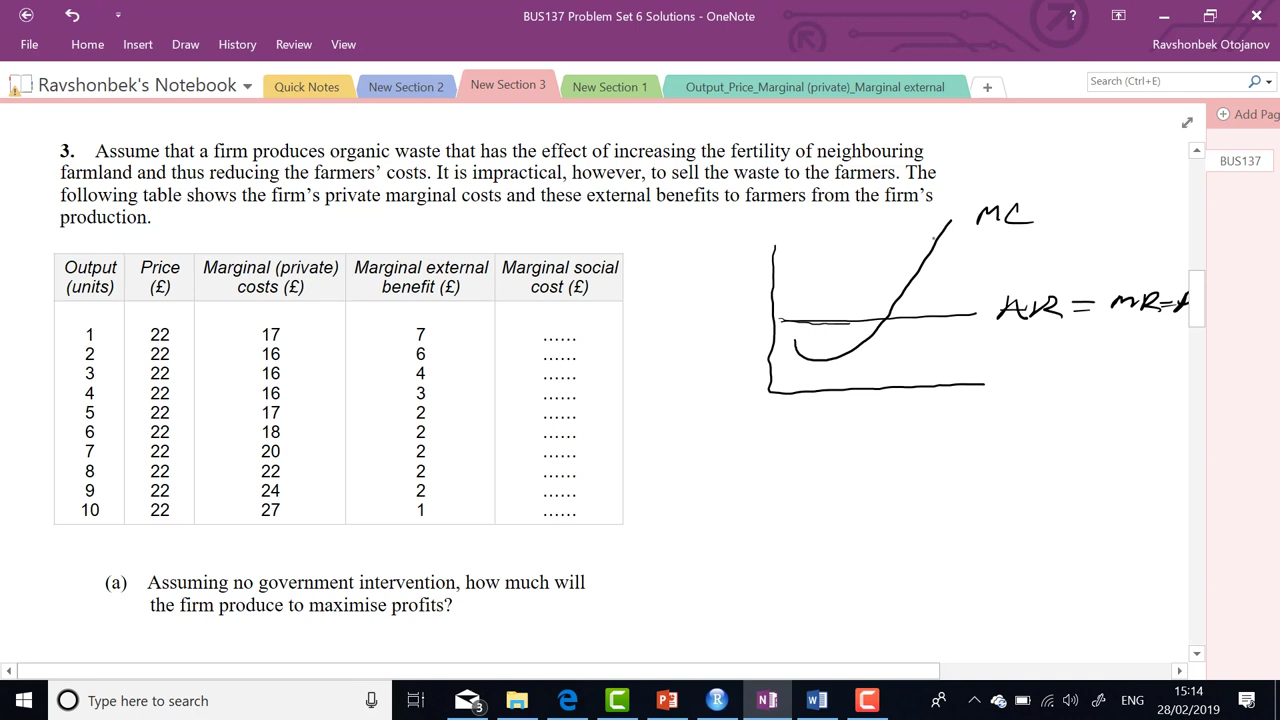 BUS137 Problem Set 6 Solutions - OneNote
File Home Insert Draw History Review View
Ravshonbek Otojanov
Ravshonbek's Notebook
Quick Notes
New Section 2
New Section 3
New Section 1
Output_Price_Marginal (private)_Marginal external
Search (Ctrl+E)
Add Pag
BUS137
3. Assume that a firm produces organic waste that has the effect of increasing the fertility of neighbouring
farmland and thus reducing the farmers' costs. It is impractical, however, to sell the waste to the farmers. The
following table shows the firm's private marginal costs and these external benefits to farmers from the firm's
production.
MC
AR = MR =
Output (units) Price (£) Marginal (private) costs (£) Marginal external benefit (£) Marginal social cost (£)
1 22 17 7 ......
2 22 16 6 ......
3 22 16 4 ......
4 22 16 3 ......
5 22 17 2 ......
6 22 18 2 ......
7 22 20 2 ......
8 22 22 2 ......
9 22 24 2 ......
10 22 27 1 ......
(a) Assuming no government intervention, how much will
the firm produce to maximise profits?
Type here to search
3
ENG
15:14
28/02/2019